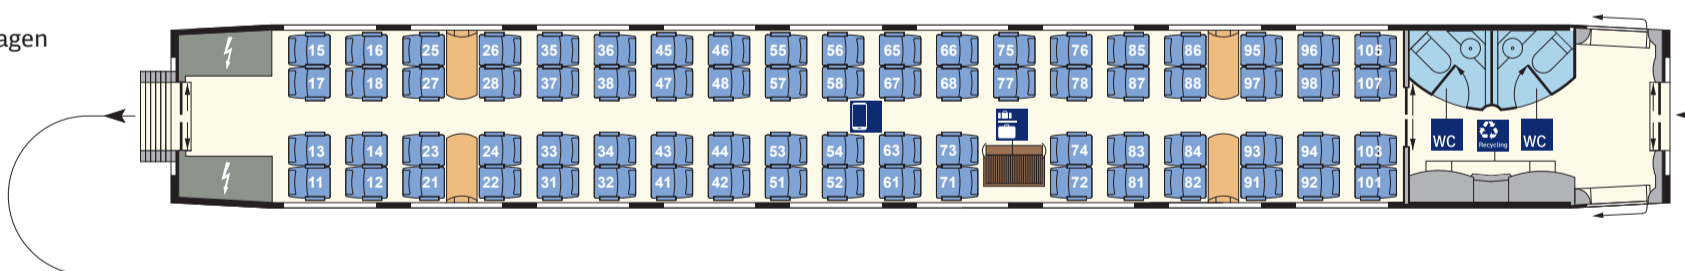 agen
15 16 25 26 35 36 45 46 55 56 65 66 75 76 85 86 95 96 105
17 18 27 28 37 38 47 48 57 58 67 68 77 78 87 88 97 98 107
13 14 23 24 33 34 43 44 53 54 63 73 74 83 84 93 94 103
WC Recycling WC
11 12 21 22 31 32 41 42 51 52 61 71 72 81 82 91 92 101